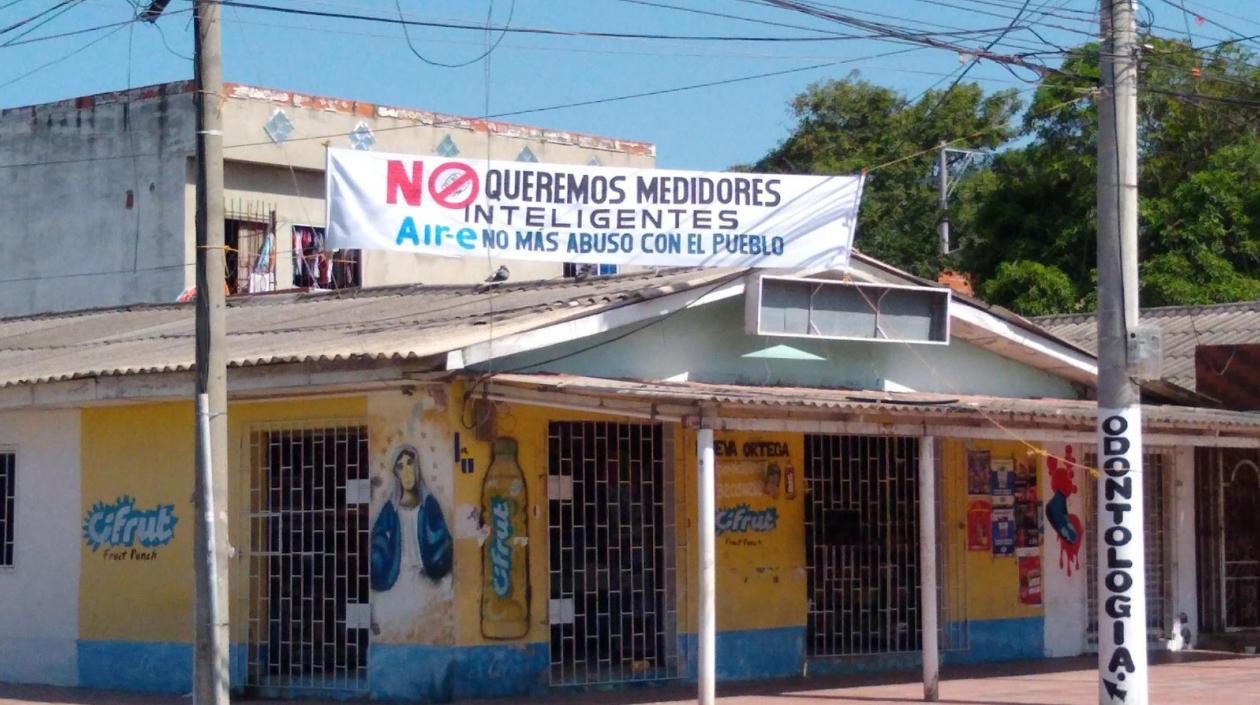 NO QUEREMOS MEDIDORES
INTELIGENTES
Air-e NO MÁS ABUSO CON EL PUEBLO
Cifrut
Fruit Punch
Cifrut
EVA ORTEGA
Cifrut
Fruit Punch
ODONTOLOGIA